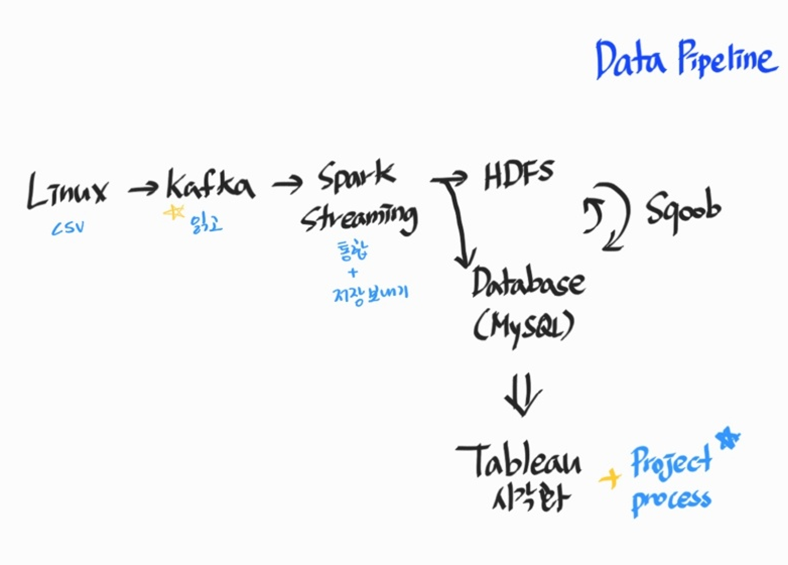 Data Pipeline
Linux → Kafka → Spark Streaming → HDFS
CSV
읽고
통합
+
저장보내기
Sqoob
Database
(MySQL)
Tableau
시각화
+ Project
process